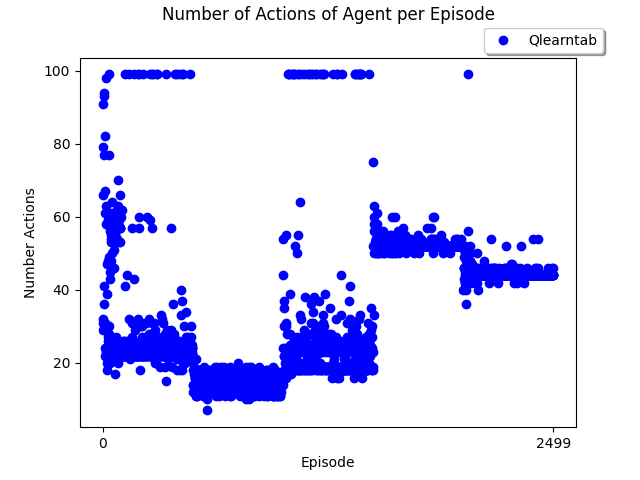 Number of Actions of Agent per Episode
Qlearntab
100
80
60
40
20
Number Actions
0
2499
Episode